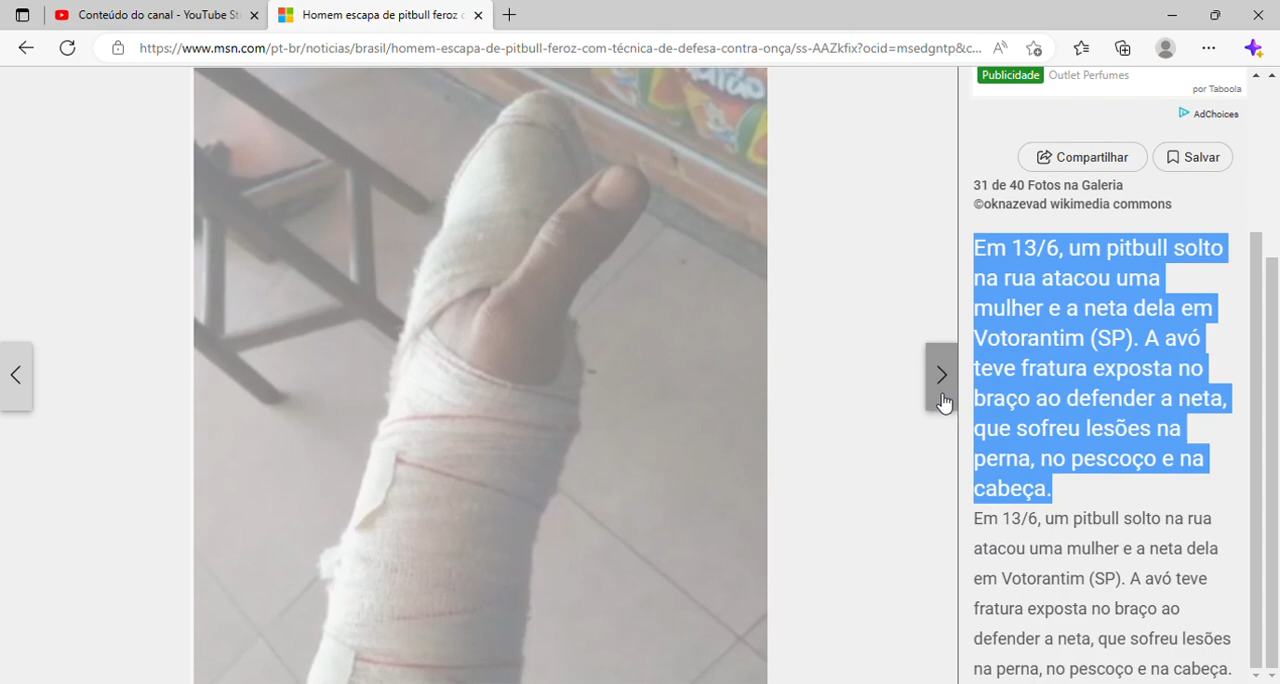 Conteúdo do canal - YouTube St
Homem escapa de pitbull feroz c
https://www.msn.com/pt-br/noticias/brasil/homem-escapa-de-pitbull-feroz-com-técnica-de-defesa-contra-onça/ss-AAZkfix?ocid=msedgntp&c...
Publicidade Outlet Perfumes
por Taboola
AdChoices
Compartilhar Salvar
31 de 40 Fotos na Galeria
©oknazevad wikimedia commons
Em 13/6, um pitbull solto
na rua atacou uma
mulher e a neta dela em
Votorantim (SP). A avó
teve fratura exposta no
braço ao defender a neta,
que sofreu lesões na
perna, no pescoço e na
cabeça.
Em 13/6, um pitbull solto na rua
atacou uma mulher e a neta dela
em Votorantim (SP). A avó teve
fratura exposta no braço ao
defender a neta, que sofreu lesões
na perna, no pescoço e na cabeça.